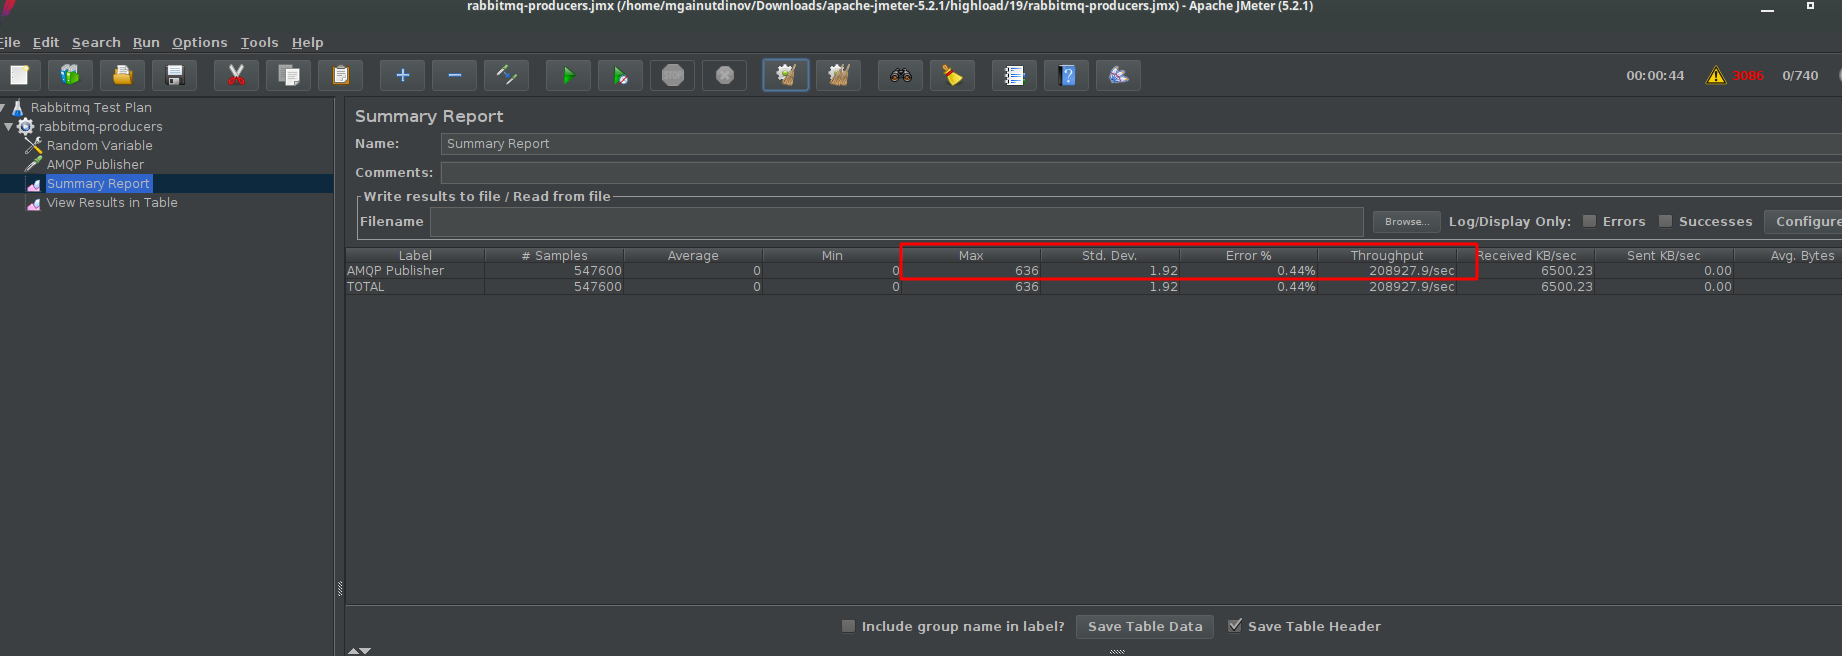 rabbitmq-producers.jmx (/home/mgainutdinov/Downloads/apache-jmeter-5.2.1/highload/19/rabbitmq-producers.jmx) - Apache JMeter (5.2.1)
File Edit Search Run Options Tools Help
STOP 00:00:44 3086 0/740
Rabbitmq Test Plan
rabbitmq-producers
Random Variable
AMQP Publisher
Summary Report
View Results in Table
Summary Report
Name: Summary Report
Comments:
Write results to file / Read from file
Filename Browse... Log/Display Only: Errors Successes Configure
Label # Samples Average Min Max Std. Dev. Error % Throughput Received KB/sec Sent KB/sec Avg. Bytes
AMQP Publisher 547600 0 0 636 1.92 0.44% 208927.9/sec 6500.23 0.00
TOTAL 547600 0 0 636 1.92 0.44% 208927.9/sec 6500.23 0.00
Include group name in label? Save Table Data Save Table Header